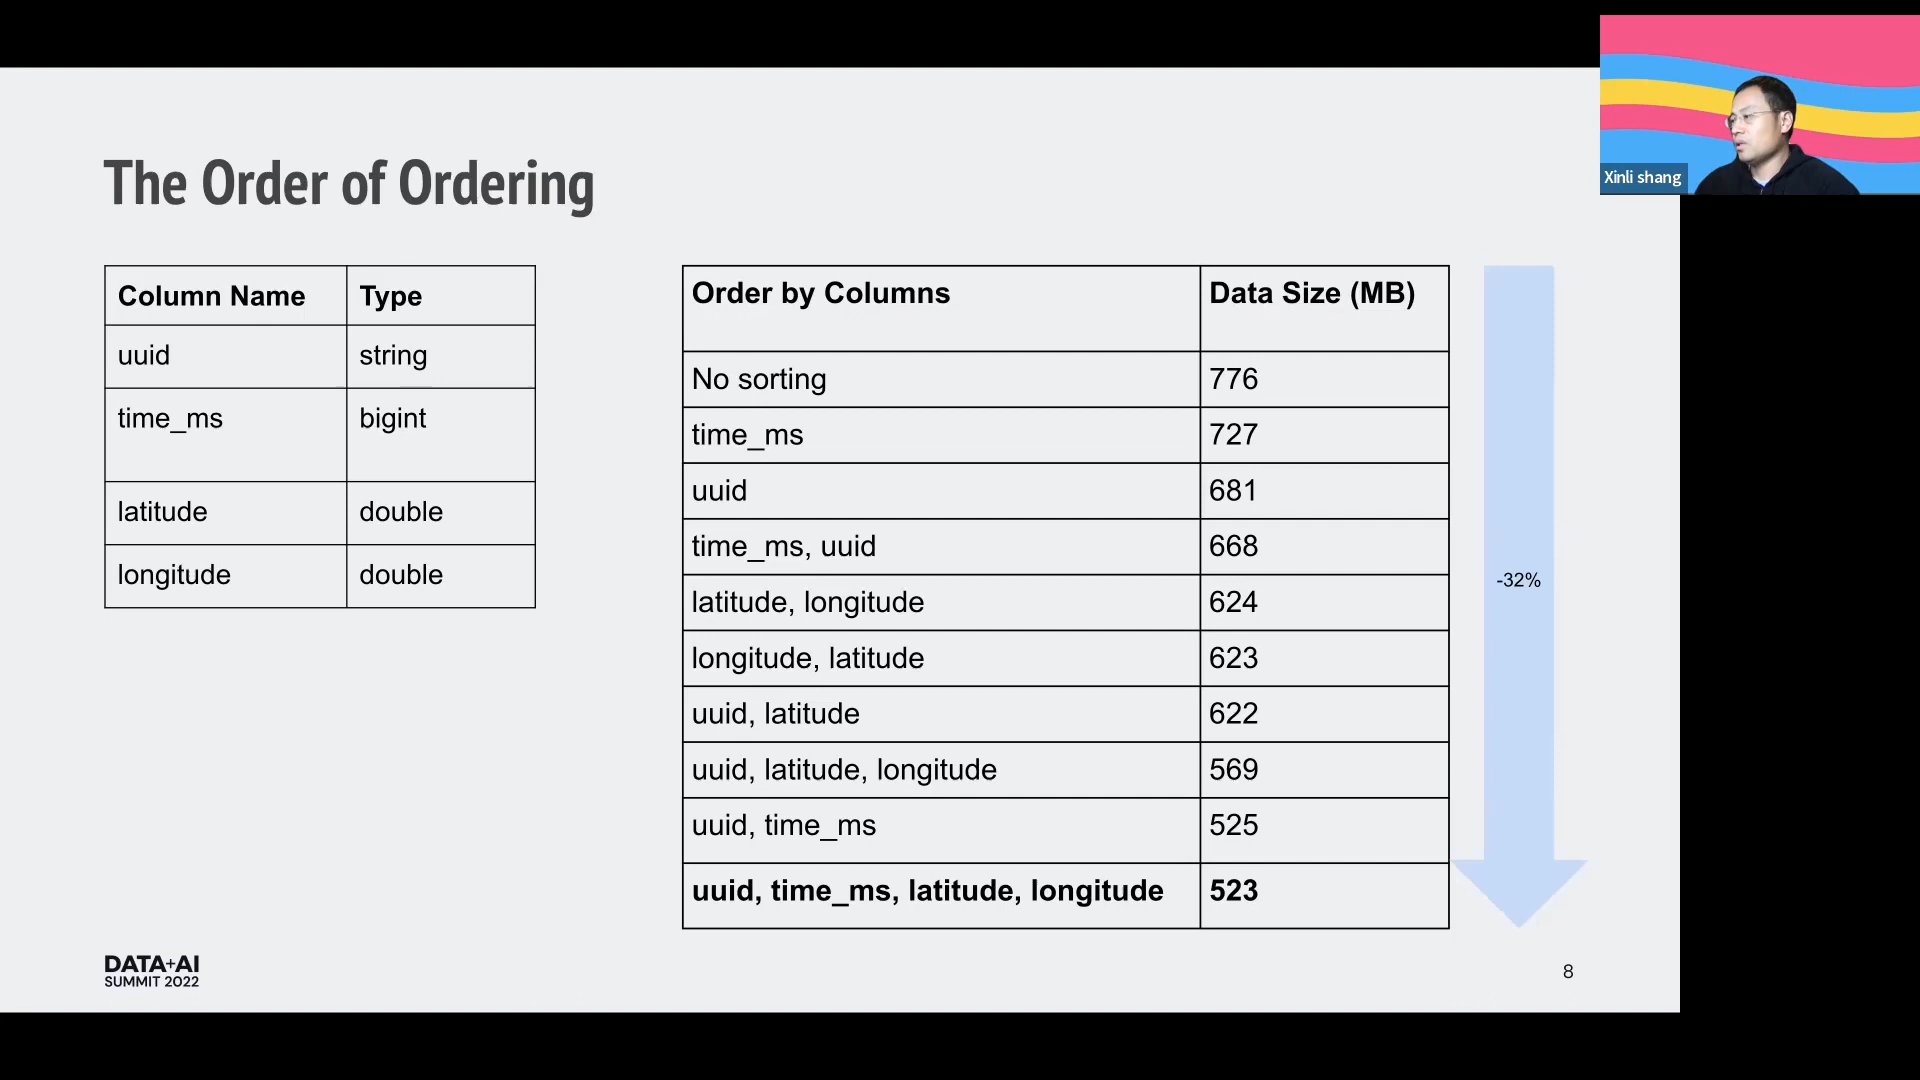 Xinli shang
The Order of Ordering
Column Name Type
uuid string
time_ms bigint
latitude double
longitude double
Order by Columns Data Size (MB)
No sorting 776
time_ms 727
uuid 681
time_ms, uuid 668
latitude, longitude 624
longitude, latitude 623
uuid, latitude 622
uuid, latitude, longitude 569
uuid, time_ms 525
uuid, time_ms, latitude, longitude 523
-32%
DATA+AI
SUMMIT 2022
8